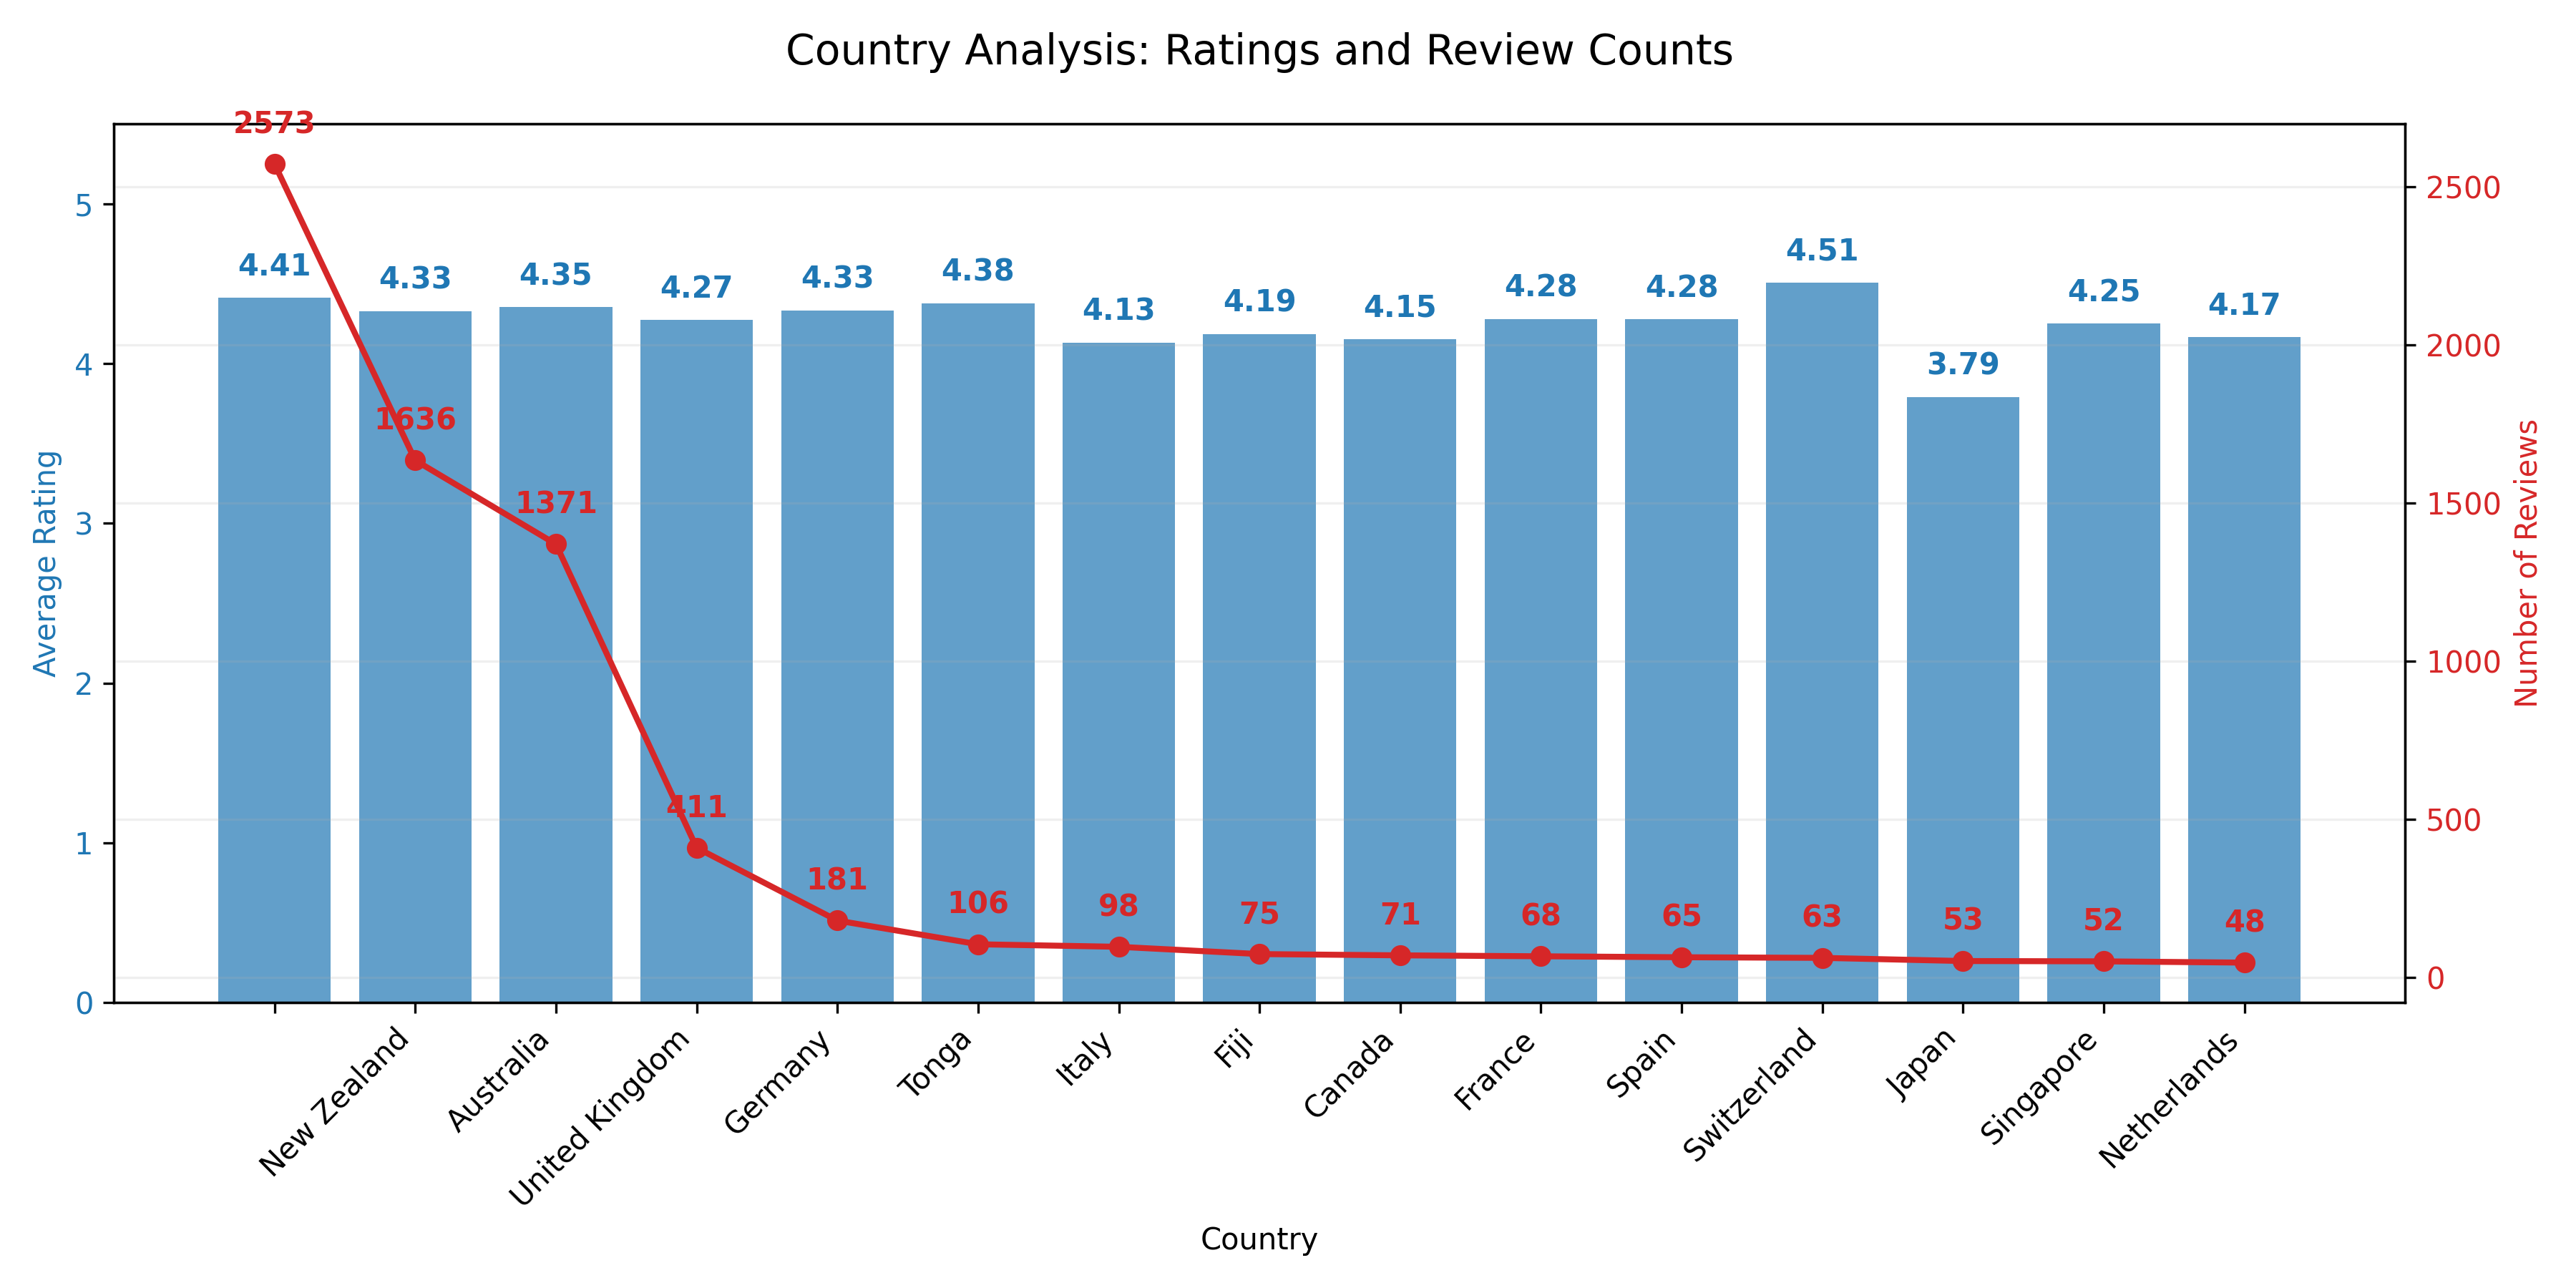 Country Analysis: Ratings and Review Counts
2573
4.41 4.33 4.35 4.27 4.33 4.38 4.13 4.19 4.15 4.28 4.28 4.51 3.79 4.25 4.17
1636
1371
411
181 106 98 75 71 68 65 63 53 52 48
Average Rating
5
4
3
2
1
0
Number of Reviews
2500
2000
1500
1000
500
0
New Zealand
Australia
United Kingdom
Germany
Tonga
Italy
Fiji
Canada
France
Spain
Switzerland
Japan
Singapore
Netherlands
Country